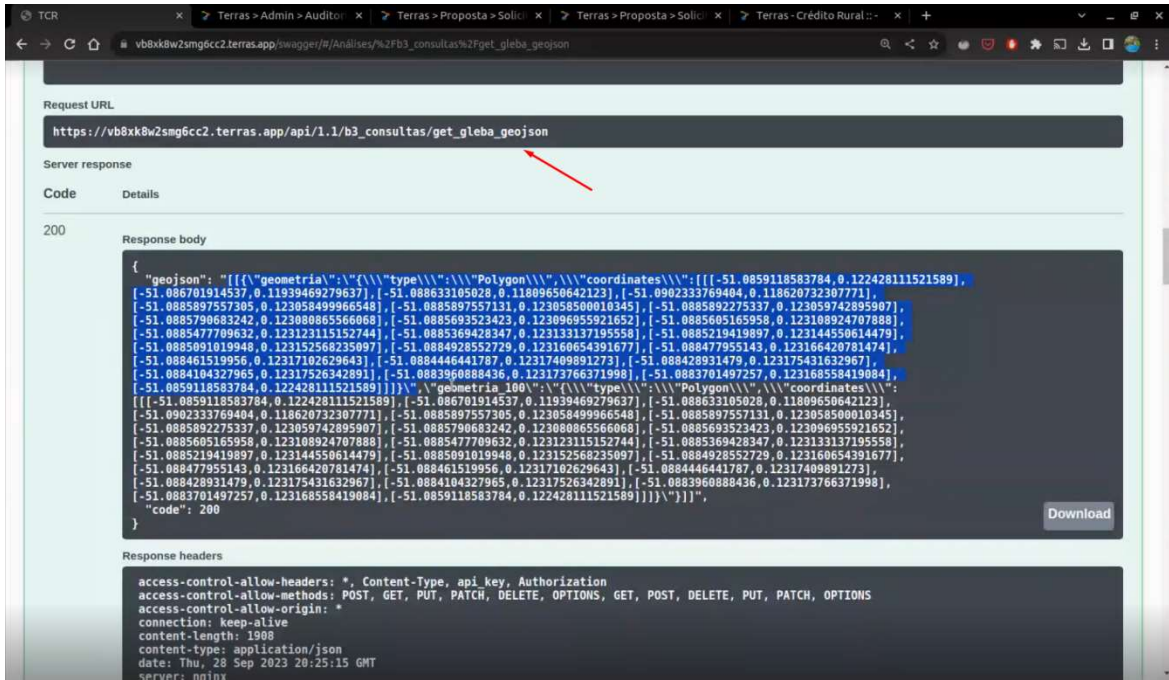 TCR
Terras > Admin > Auditor
Terras > Proposta > Solici
Terras > Proposta > Solici
Terras - Crédito Rural :: -
vb8xk8w2smg6cc2.terras.app/swagger/#/Análises/%2Fb3_consultas%2Fget_gleba_geojson
Request URL
https://vb8xk8w2smg6cc2.terras.app/api/1.1/b3_consultas/get_gleba_geojson
Server response
Code Details
200
Response body
{
"geojson": "[[{\"geometria\":\"{\\\"type\\\":\\\"Polygon\\\",\\\"coordinates\\\":[[[-51.0859118583784,0.122428111521589],
[-51.086701914537,0.11939469279637],[-51.088633105028,0.11809650642123],[-51.0902333769404,0.118620732307771],
[-51.0885897557305,0.123058499966548],[-51.0885897557131,0.123058500010345],[-51.0885892275337,0.123059742895907],
[-51.0885790683242,0.123080865566068],[-51.0885693523423,0.123096955921652],[-51.0885605165958,0.123108924707888],
[-51.0885477709632,0.123123115152744],[-51.0885369428347,0.123133137195558],[-51.0885219419897,0.123144550614479],
[-51.0885091019948,0.123152568235097],[-51.0884928552729,0.123160654391677],[-51.088477955143,0.123166420781474],
[-51.088461519956,0.12317102629643],[-51.0884446441787,0.12317409891273],[-51.088428931479,0.123175431632967],
[-51.0884104327965,0.12317526342891],[-51.0883960888436,0.123173766371998],[-51.0883701497257,0.123168558419084],
[-51.0859118583784,0.122428111521589]]]}\",\"geometria_100\":\"{\\\"type\\\":\\\"Polygon\\\",\\\"coordinates\\\":
[[[-51.0859118583784,0.122428111521589],[-51.086701914537,0.11939469279637],[-51.088633105028,0.11809650642123],
[-51.0902333769404,0.118620732307771],[-51.0885897557305,0.123058499966548],[-51.0885897557131,0.123058500010345],
[-51.0885892275337,0.123059742895907],[-51.0885790683242,0.123080865566068],[-51.0885693523423,0.123096955921652],
[-51.0885605165958,0.123108924707888],[-51.0885477709632,0.123123115152744],[-51.0885369428347,0.123133137195558],
[-51.0885219419897,0.123144550614479],[-51.0885091019948,0.123152568235097],[-51.0884928552729,0.123160654391677],
[-51.088477955143,0.123166420781474],[-51.088461519956,0.12317102629643],[-51.0884446441787,0.12317409891273],
[-51.088428931479,0.123175431632967],[-51.0884104327965,0.12317526342891],[-51.0883960888436,0.123173766371998],
[-51.0883701497257,0.123168558419084],[-51.0859118583784,0.122428111521589]]]}\"}]]",
"code": 200
}
Download
Response headers
access-control-allow-headers: *, Content-Type, api_key, Authorization
access-control-allow-methods: POST, GET, PUT, PATCH, DELETE, OPTIONS, GET, POST, DELETE, PUT, PATCH, OPTIONS
access-control-allow-origin: *
connection: keep-alive
content-length: 1908
content-type: application/json
date: Thu, 28 Sep 2023 20:25:15 GMT
server: nginx